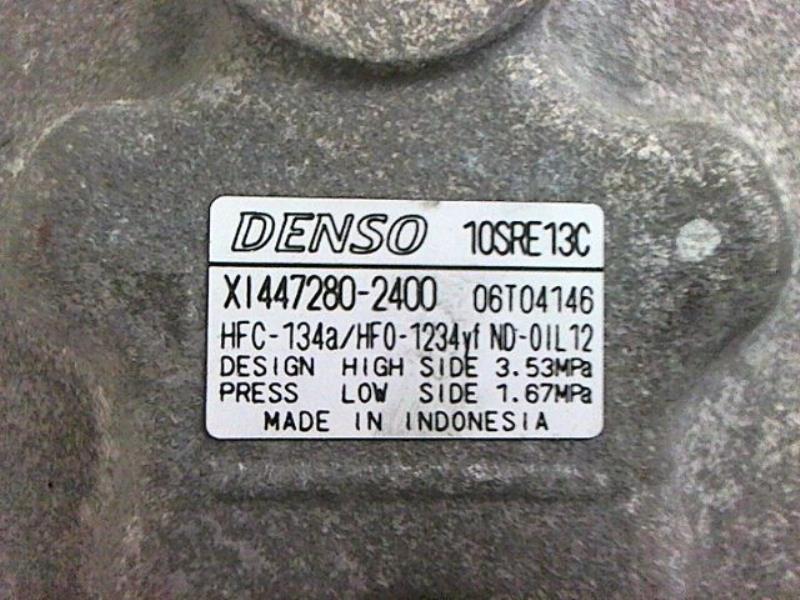 DENSO 10SRE13C
XI447280-2400 06T04146
HFC-134a/HFO-1234yf ND-OIL12
DESIGN HIGH SIDE 3.53MPa
PRESS LOW SIDE 1.67MPa
MADE IN INDONESIA